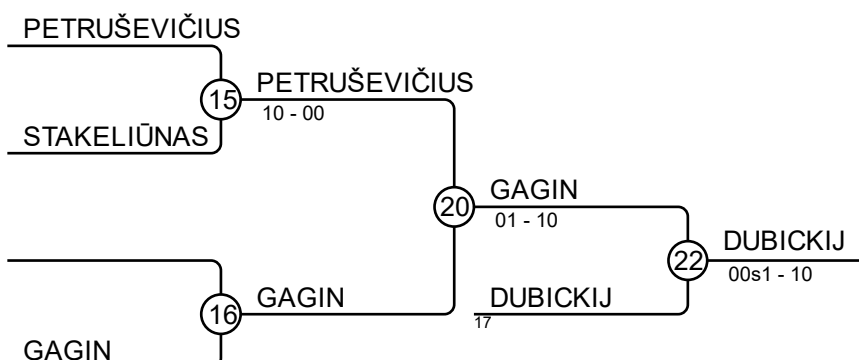 PETRUŠEVIČIUS
15
PETRUŠEVIČIUS
10 - 00
STAKELIŪNAS
20
GAGIN
01 - 10
22
DUBICKIJ
00s1 - 10
16
GAGIN
DUBICKIJ
17
GAGIN